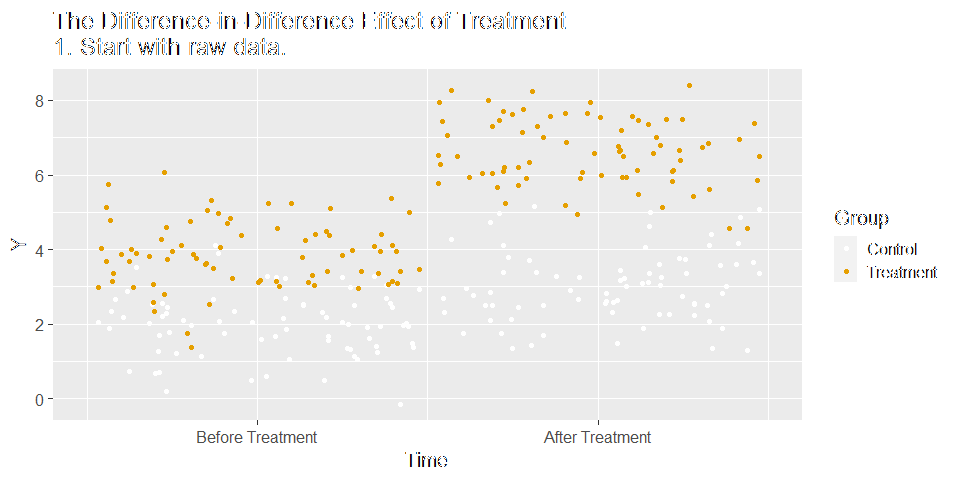 The Difference-in-Difference Effect of Treatment
1. Start with raw data.
8
6
4
2
0
Y
Before Treatment
After Treatment
Time
Group
Control
Treatment